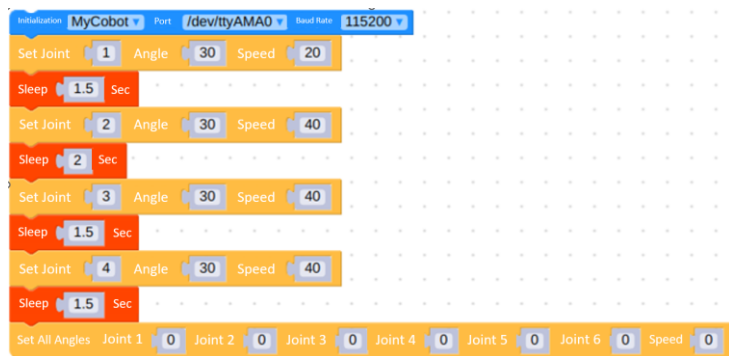 Initialization MyCobot Port /dev/ttyAMA0 Baud Rate 115200
Set Joint 1 Angle 30 Speed 20
Sleep 1.5 Sec
Set Joint 2 Angle 30 Speed 40
Sleep 2 Sec
Set Joint 3 Angle 30 Speed 40
Sleep 1.5 Sec
Set Joint 4 Angle 30 Speed 40
Sleep 1.5 Sec
Set All Angles Joint 1 0 Joint 2 0 Joint 3 0 Joint 4 0 Joint 5 0 Joint 6 0 Speed 0